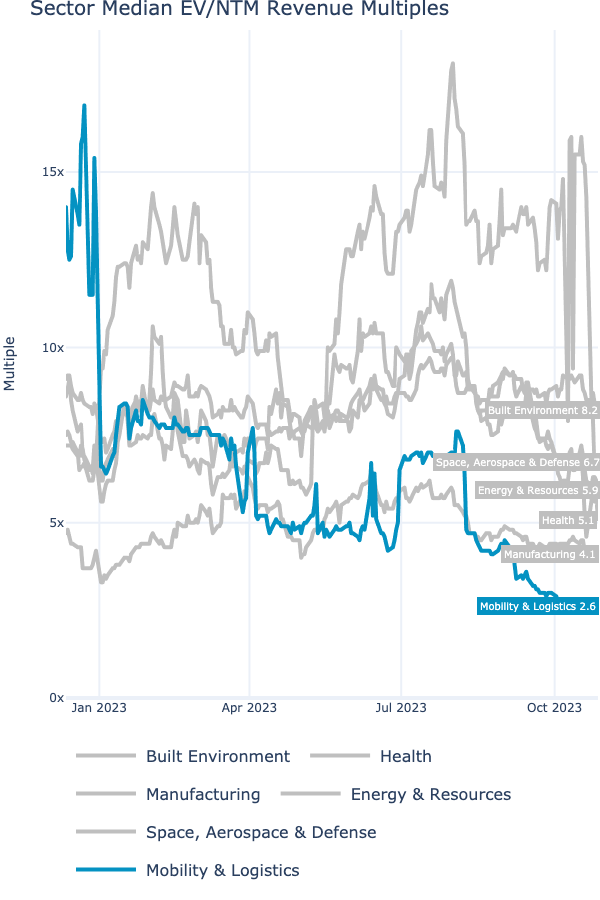 Sector Median EV/NTM Revenue Multiples
Multiple
15x
10x
5x
0x
Built Environment 8.2
Space, Aerospace & Defense 6.7
Energy & Resources 5.9
Health 5.1
Manufacturing 4.1
Mobility & Logistics 2.6
Jan 2023 Apr 2023 Jul 2023 Oct 2023
Built Environment Health
Manufacturing Energy & Resources
Space, Aerospace & Defense
Mobility & Logistics